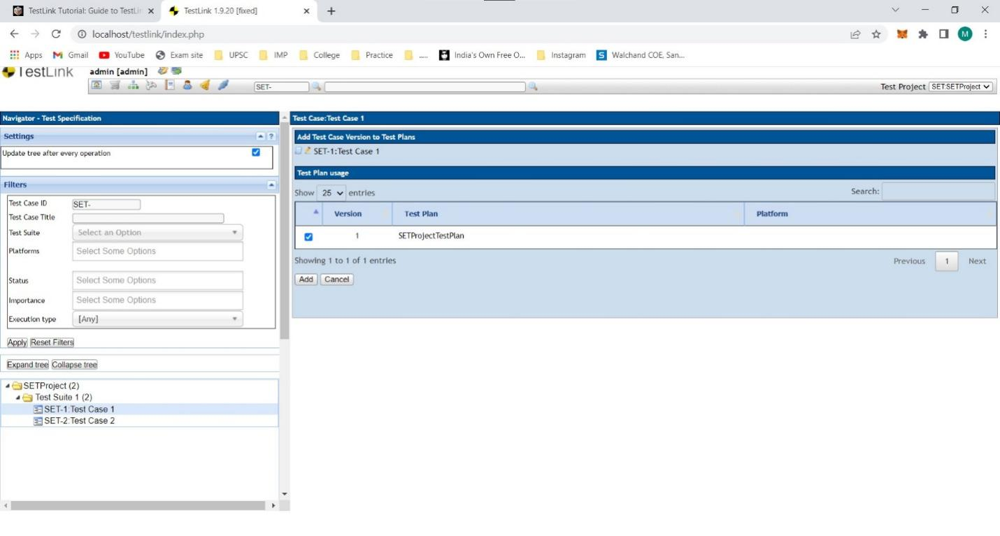 TestLink Tutorial: Guide to TestLin
TestLink 1.9.20 [fixed]
localhost/testlink/index.php
M
Apps Gmail YouTube Exam site UPSC IMP College Practice ..... India's Own Free O... Instagram S Walchand COE, San...
TestLink admin [admin]
SET-
Test Project SET:SETProject
Navigator - Test Specification
Settings
?
Update tree after every operation
Filters
Test Case ID SET-
Test Case Title
Test Suite Select an Option
Platforms Select Some Options
Status Select Some Options
Importance Select Some Options
Execution type [Any]
Apply Reset Filters
Expand tree Collapse tree
SETProject (2)
Test Suite 1 (2)
SET-1:Test Case 1
SET-2:Test Case 2
Test Case:Test Case 1
Add Test Case Version to Test Plans
SET-1:Test Case 1
Test Plan usage
Show 25 entries Search:
Version Test Plan Platform
1 SETProjectTestPlan
Showing 1 to 1 of 1 entries Previous 1 Next
Add Cancel